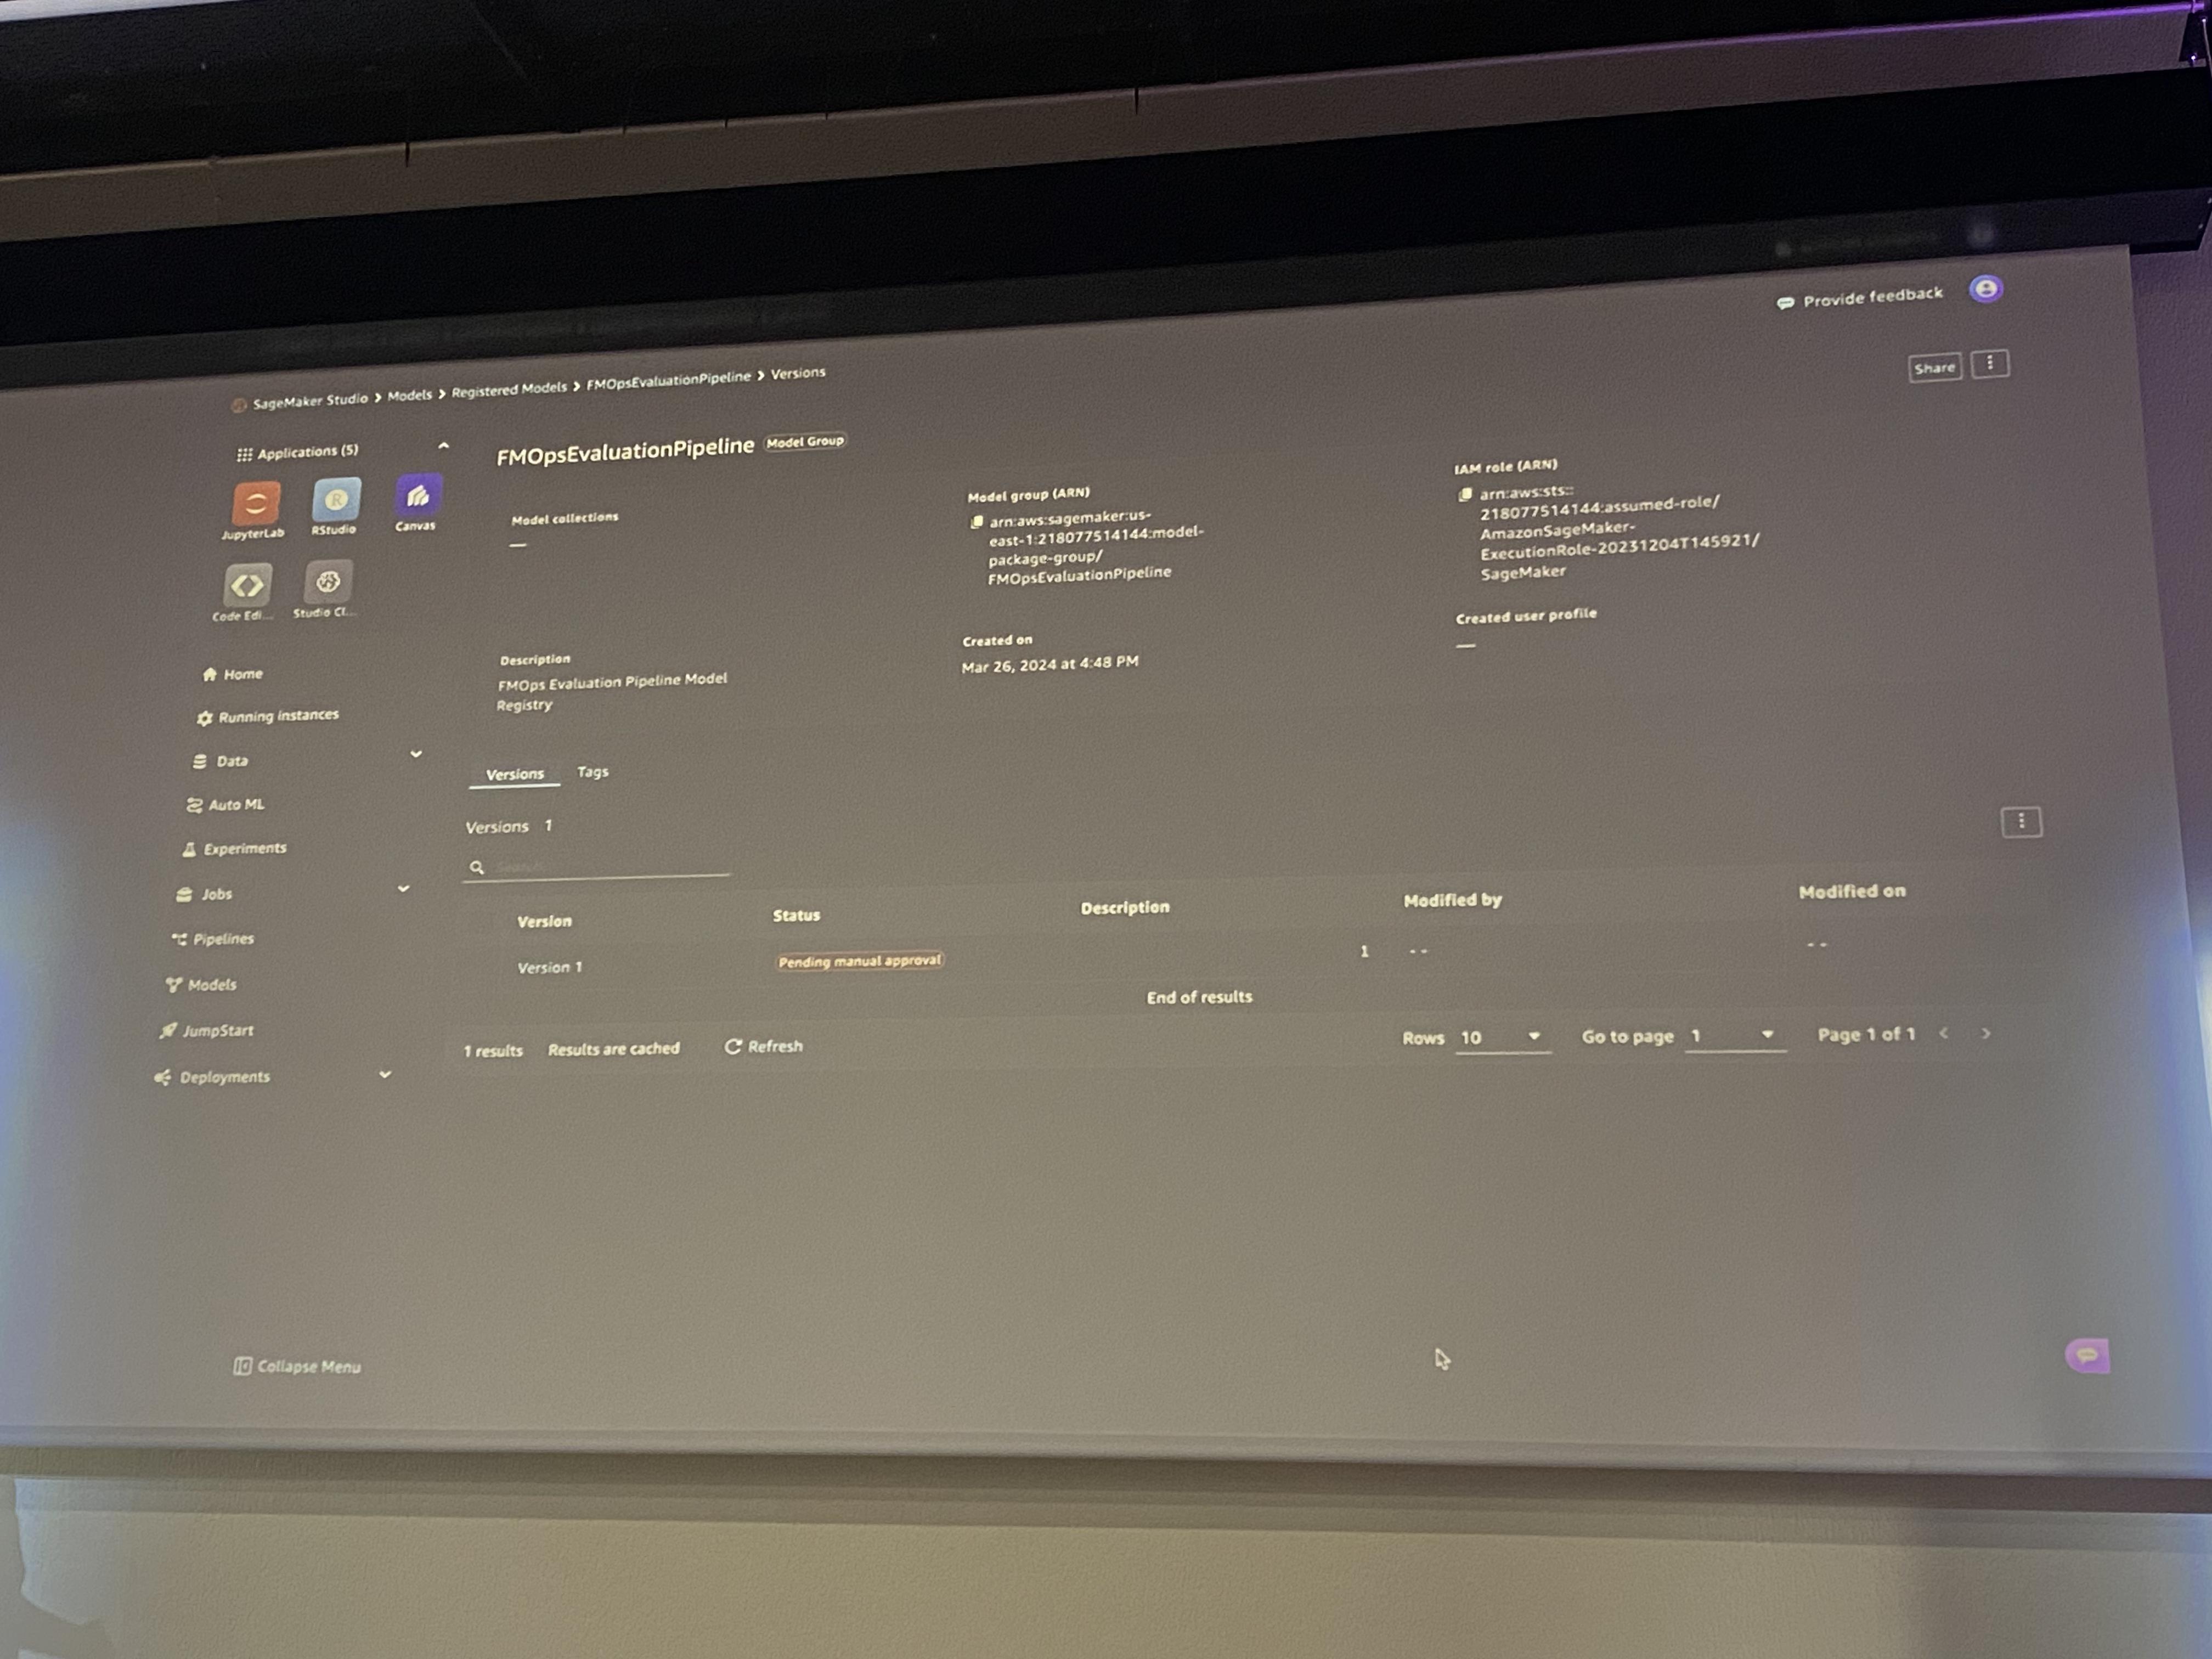 Provide feedback
SageMaker Studio > Models > Registered Models > FMOpsEvaluationPipeline > Versions
Share
Applications (5)
JupyterLab
RStudio
Canvas
Code Edi...
Studio Cl...
Home
Running instances
Data
Auto ML
Experiments
Jobs
Pipelines
Models
JumpStart
Deployments
Collapse Menu
FMOpsEvaluationPipeline Model Group
Model collections
—
Model group (ARN)
arn:aws:sagemaker:us-
east-1:218077514144:model-
package-group/
FMOpsEvaluationPipeline
IAM role (ARN)
arn:aws:sts::
218077514144:assumed-role/
AmazonSageMaker-
ExecutionRole-20231204T145921/
SageMaker
Description
FMOps Evaluation Pipeline Model
Registry
Created on
Mar 26, 2024 at 4:48 PM
Created user profile
—
Versions Tags
Versions 1
Search
Version Status Description Modified by Modified on
Version 1 Pending manual approval 1 -- --
End of results
1 results Results are cached Refresh Rows 10 Go to page 1 Page 1 of 1